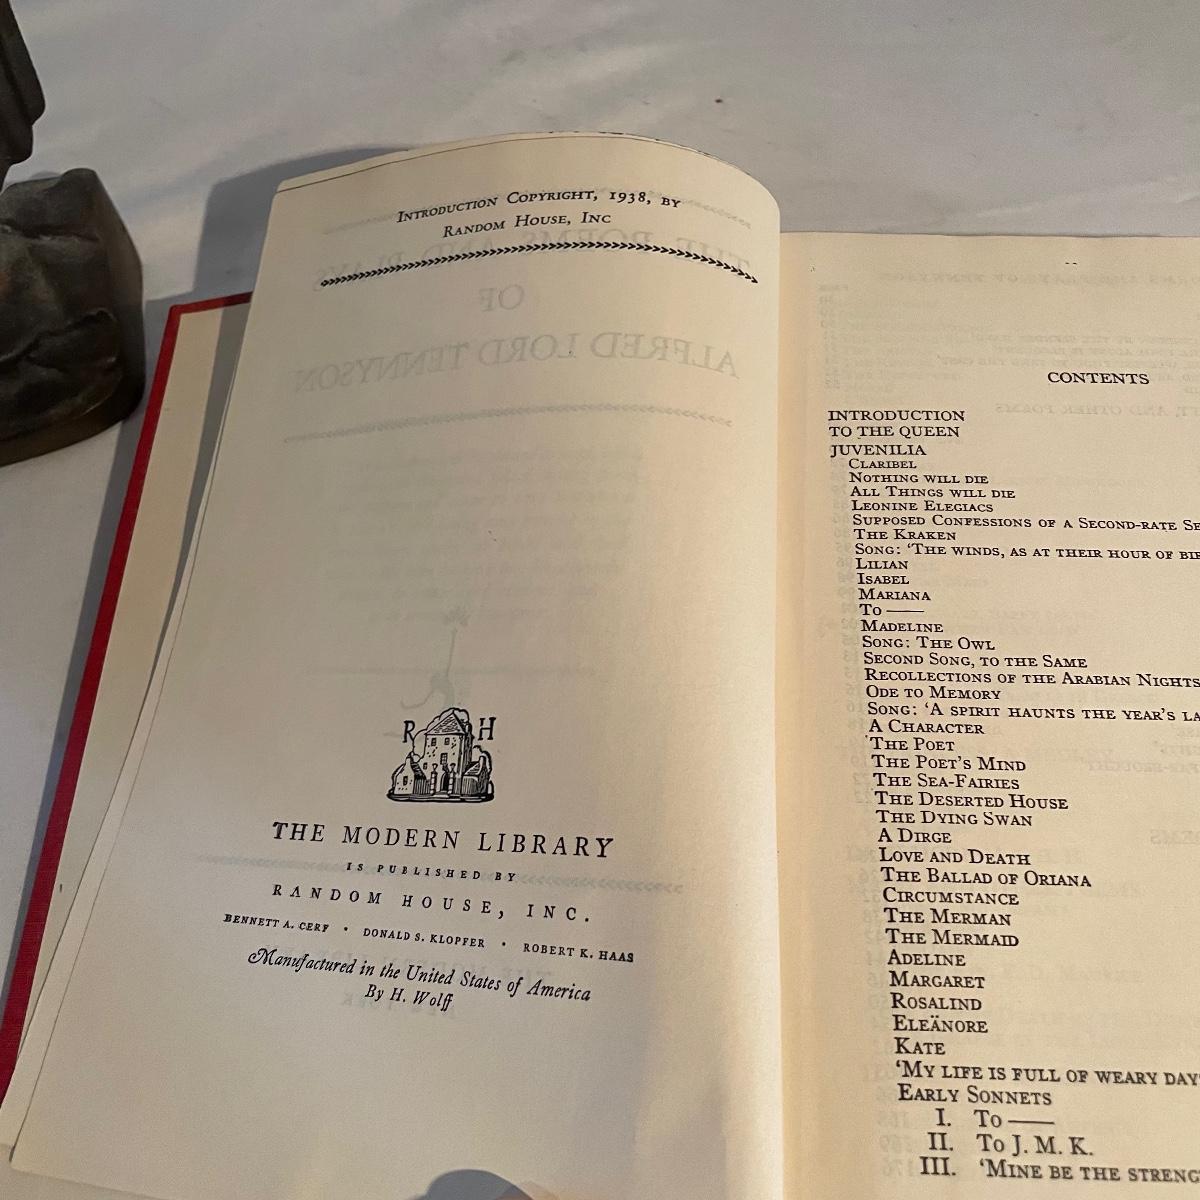 Introduction Copyright, 1938, by
Random House, Inc
R H
THE MODERN LIBRARY
IS PUBLISHED BY
RANDOM HOUSE, INC.
BENNETT A. CERF • DONALD S. KLOPFER • ROBERT K. HAAS
Manufactured in the United States of America
By H. Wolff
CONTENTS
INTRODUCTION
TO THE QUEEN
JUVENILIA
Claribel
Nothing will die
All Things will die
Leonine Elegiacs
Supposed Confessions of a Second-rate
The Kraken
Song: ‘The winds, as at their hour of
Lilian
Isabel
Mariana
To ——
Madeline
Song: The Owl
Second Song, to the Same
Recollections of the Arabian Nights
Ode to Memory
Song: ‘A spirit haunts the year's
A Character
The Poet
The Poet's Mind
The Sea-Fairies
The Deserted House
The Dying Swan
A Dirge
Love and Death
The Ballad of Oriana
Circumstance
The Merman
The Mermaid
Adeline
Margaret
Rosalind
Eleänore
Kate
‘My life is full of weary day’
Early Sonnets
I. To ——
II. To J. M. K.
III. ‘Mine be the